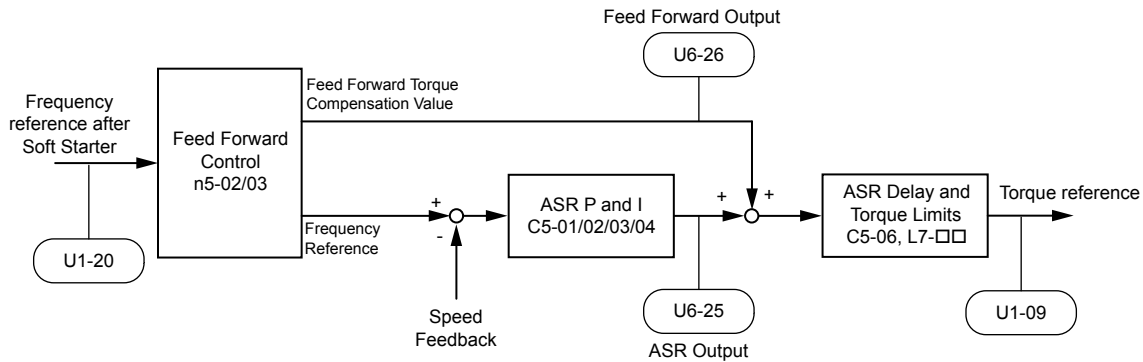 Feed Forward Output
U6-26
Feed Forward Torque
Compensation Value
Frequency
reference after
Soft Starter
Feed Forward
Control
n5-02/03
U1-20
Frequency
Reference
+
-
Speed
Feedback
ASR P and I
C5-01/02/03/04
+
+
U6-25
ASR Output
ASR Delay and
Torque Limits
C5-06, L7-□□
Torque reference
U1-09